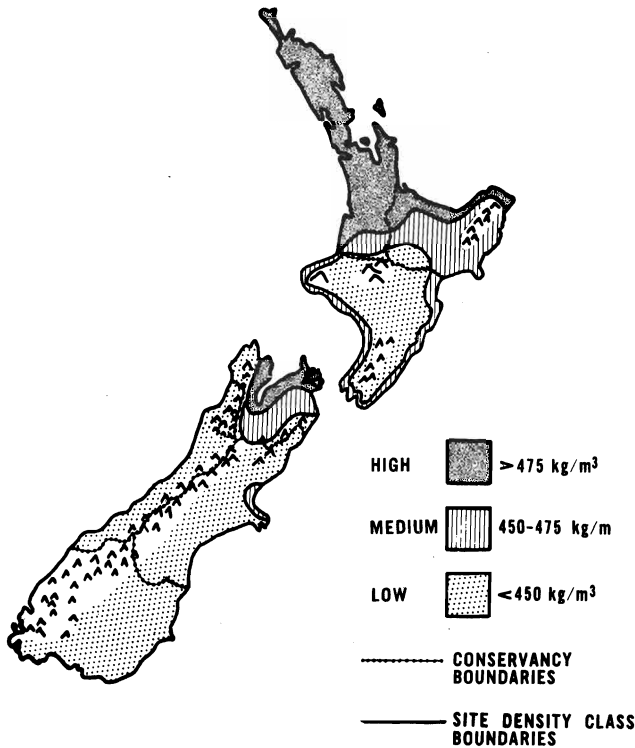 HIGH >475 kg/m³
MEDIUM 450-475 kg/m
LOW <450 kg/m³
CONSERVANCY
BOUNDARIES
SITE DENSITY CLASS
BOUNDARIES